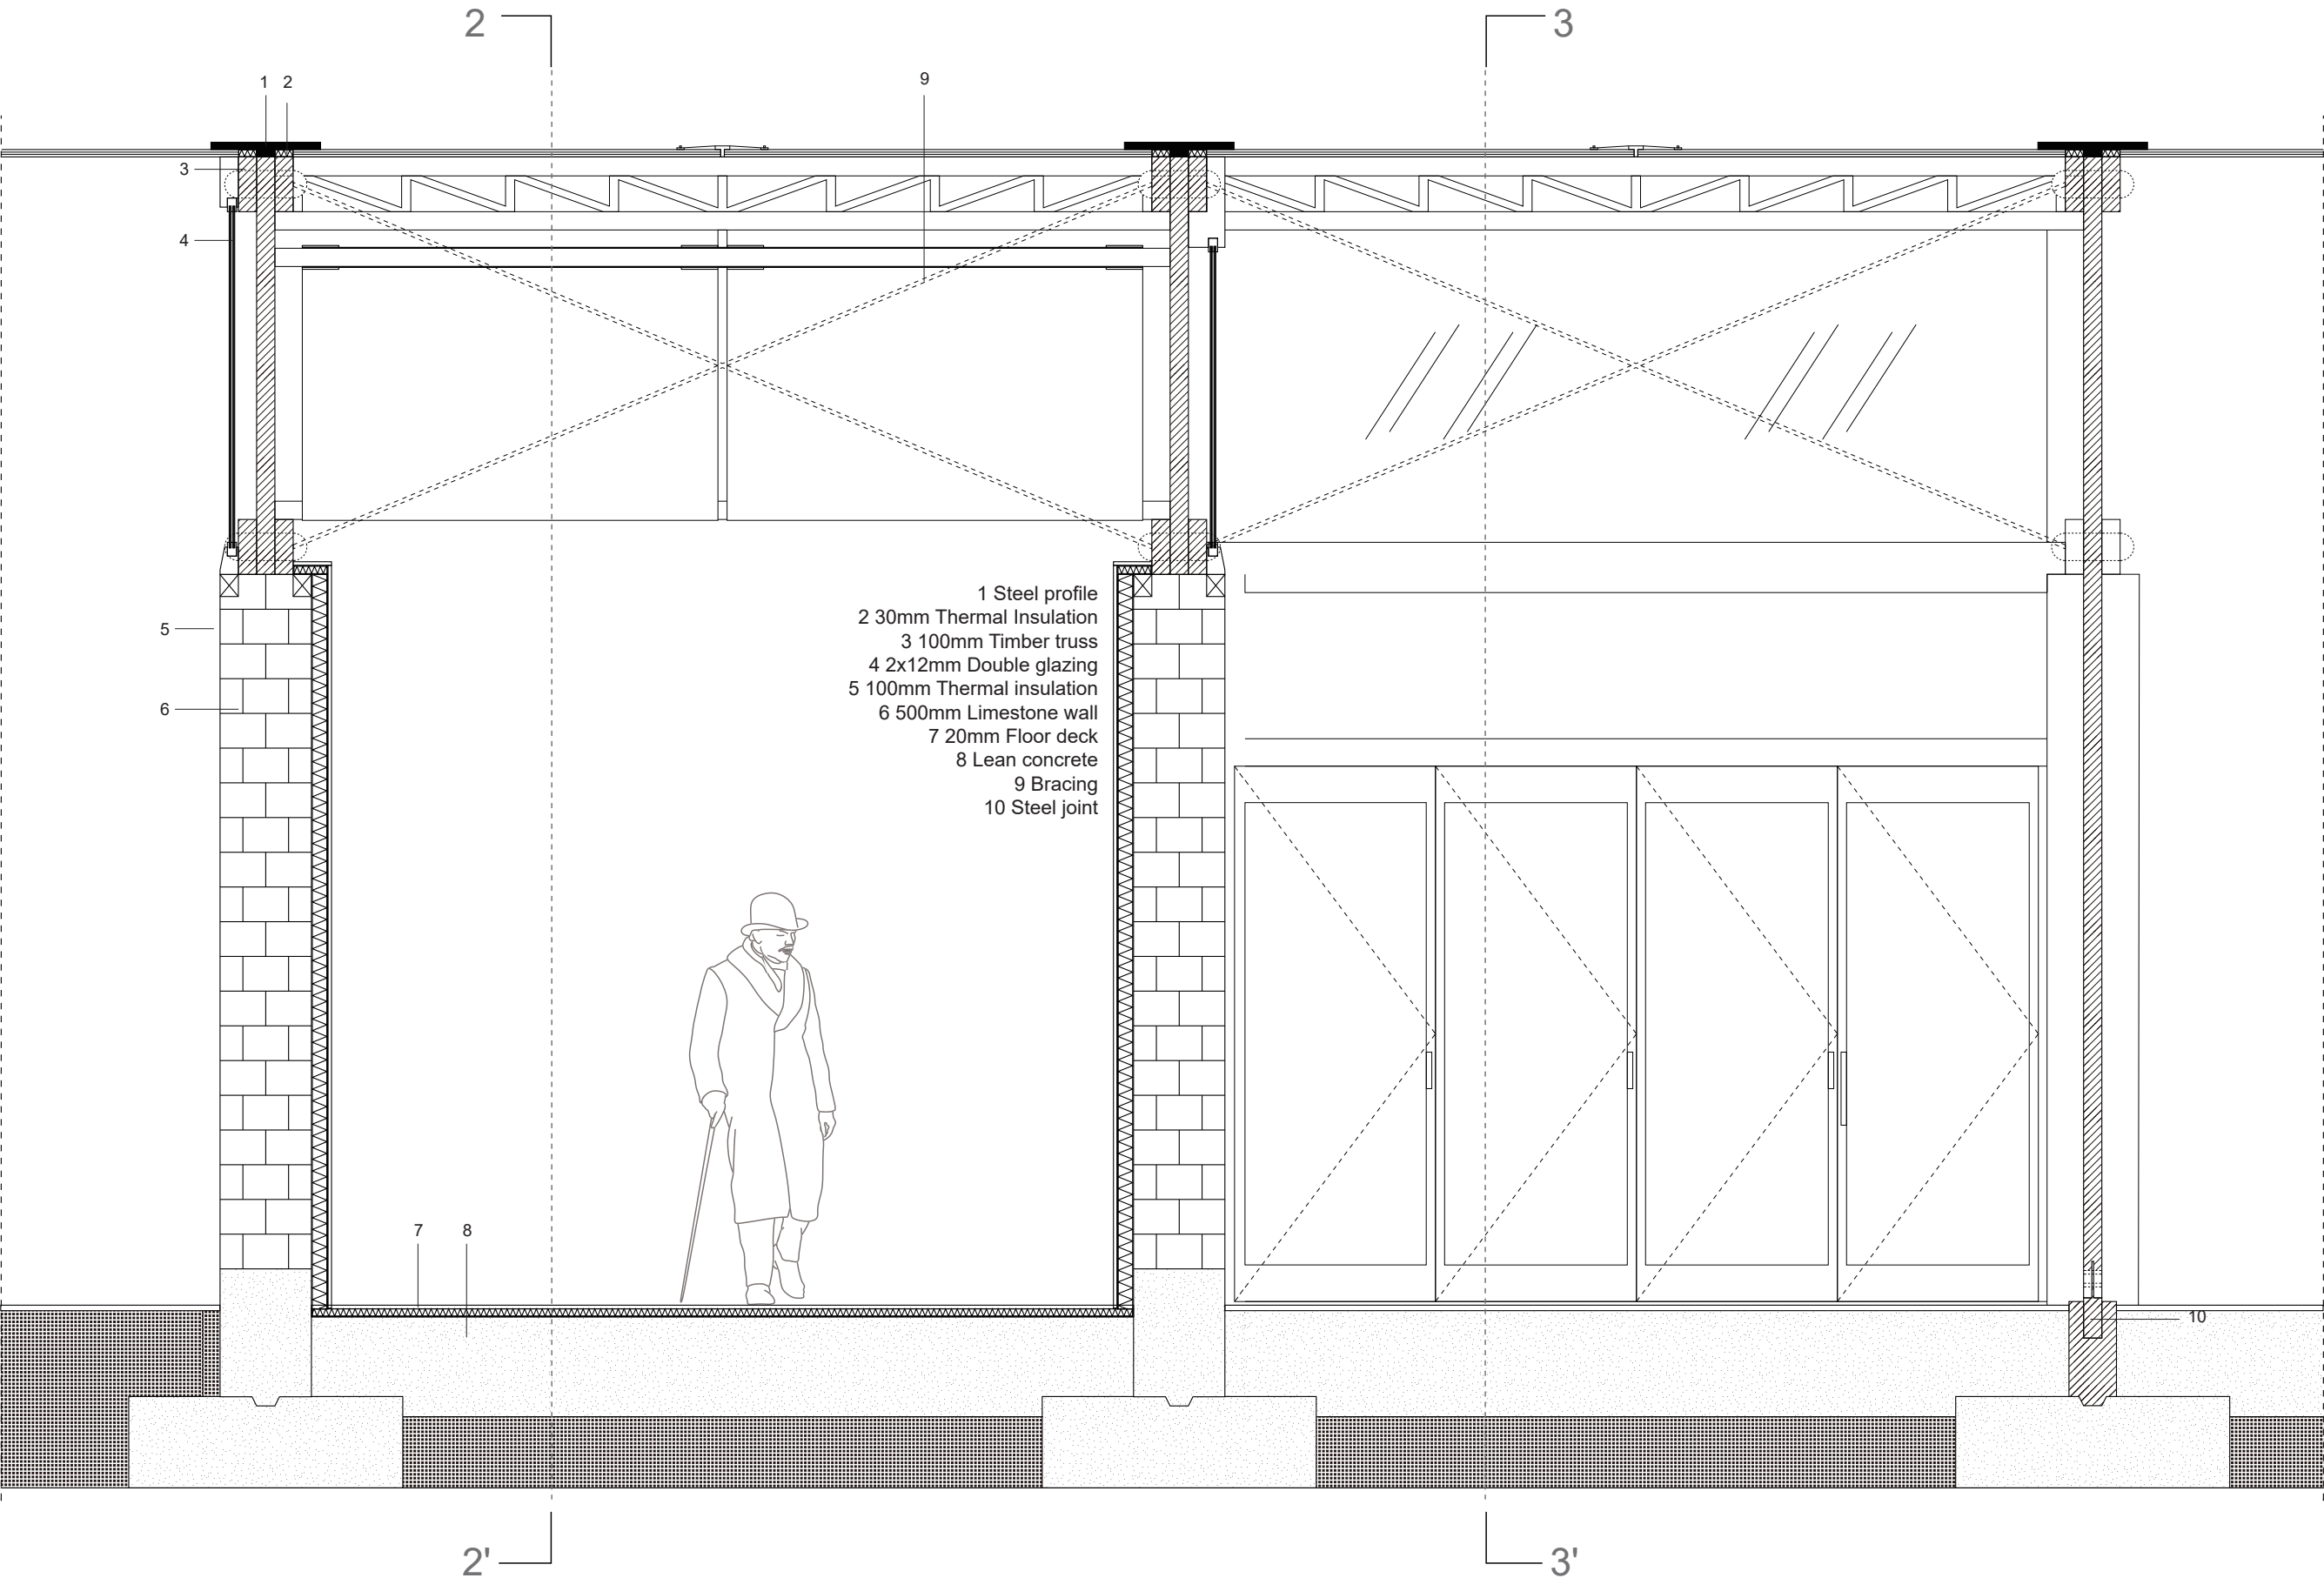 2
3
1
2
9
3
4
1 Steel profile
2 30mm Thermal Insulation
3 100mm Timber truss
4 2x12mm Double glazing
5 100mm Thermal insulation
6 500mm Limestone wall
7 20mm Floor deck
8 Lean concrete
9 Bracing
10 Steel joint
5
6
7
8
10
2'
3'